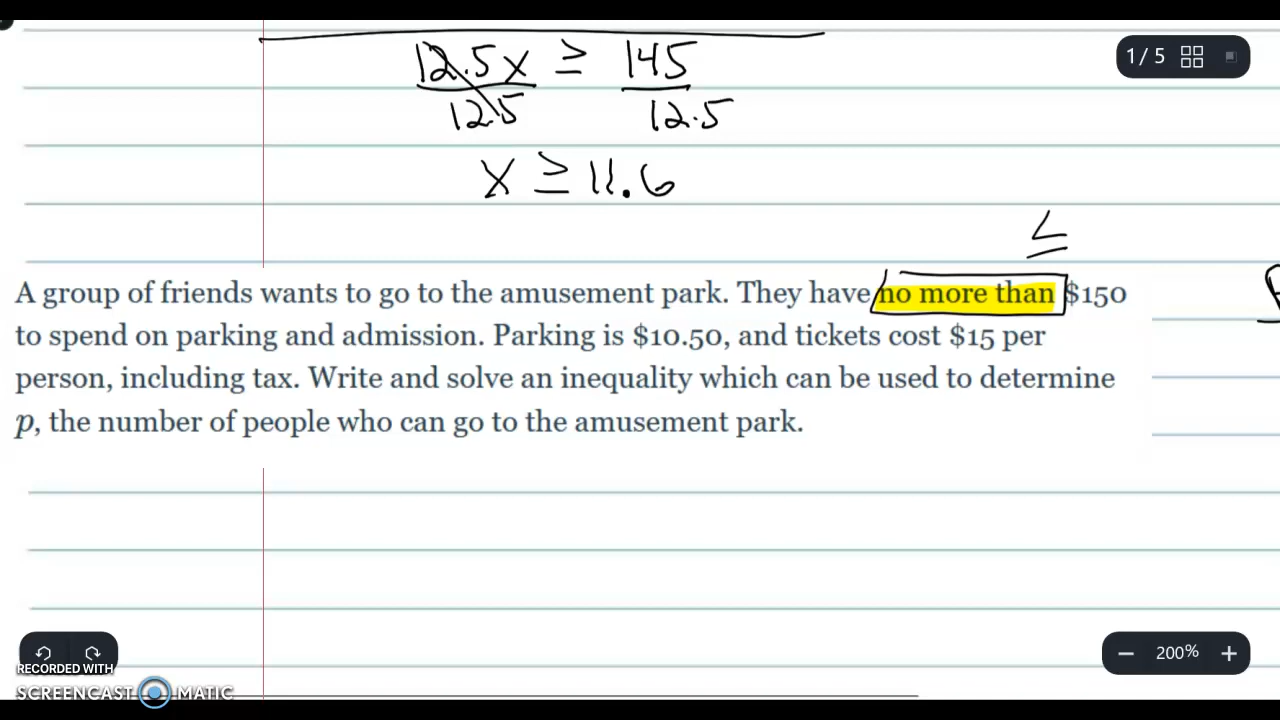 12.5x ≥ 145
12.5 12.5
x ≥ 11.6
≤
A group of friends wants to go to the amusement park. They have no more than $150
to spend on parking and admission. Parking is $10.50, and tickets cost $15 per
person, including tax. Write and solve an inequality which can be used to determine
p, the number of people who can go to the amusement park.
1 / 5
200%
RECORDED WITH
SCREENCAST MATIC